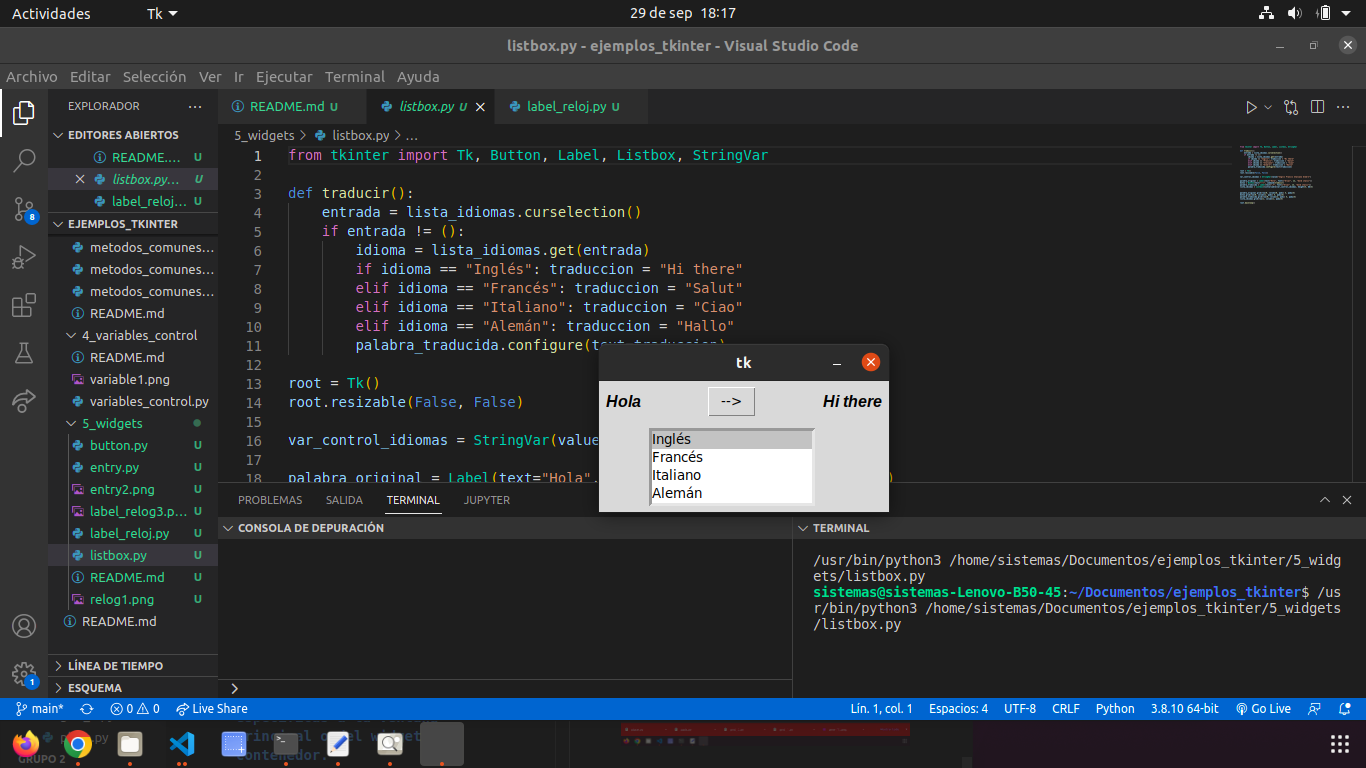 Actividades
Tk
29 de sep 18:17
listbox.py - ejemplos_tkinter - Visual Studio Code
Archivo Editar Selección Ver Ir Ejecutar Terminal Ayuda
EXPLORADOR
EDITORES ABIERTOS
README.... U
listbox.py... U
label_reloj... U
8
EJEMPLOS_TKINTER
metodos_comunes...
metodos_comunes...
metodos_comunes...
README.md
4_variables_control
README.md
variable1.png
variables_control.py
5_widgets
button.py U
entry.py U
entry2.png U
label_relog3.p... U
label_reloj.py U
listbox.py U
README.md U
relog1.png U
README.md
1
LÍNEA DE TIEMPO
ESQUEMA
README.md U
listbox.py U
label_reloj.py U
5_widgets > listbox.py > ...
1 from tkinter import Tk, Button, Label, Listbox, StringVar
2
3 def traducir():
4 entrada = lista_idiomas.curselection()
5 if entrada != ():
6 idioma = lista_idiomas.get(entrada)
7 if idioma == "Inglés": traduccion = "Hi there"
8 elif idioma == "Francés": traduccion = "Salut"
9 elif idioma == "Italiano": traduccion = "Ciao"
10 elif idioma == "Alemán": traduccion = "Hallo"
11 palabra_traducida.configure(text=traduccion)
12
13 root = Tk()
14 root.resizable(False, False)
15
16 var_control_idiomas = StringVar(value
17
18 palabra_original = Label(text="Hola",
tk
Hola
-->
Hi there
Inglés
Francés
Italiano
Alemán
PROBLEMAS SALIDA TERMINAL JUPYTER
CONSOLA DE DEPURACIÓN
TERMINAL
/usr/bin/python3 /home/sistemas/Documentos/ejemplos_tkinter/5_widg
ets/listbox.py
sistemas@sistemas-Lenovo-B50-45:~/Documentos/ejemplos_tkinter$ /us
r/bin/python3 /home/sistemas/Documentos/ejemplos_tkinter/5_widgets
/listbox.py
main* 0 0 Live Share
Lín. 1, col. 1 Espacios: 4 UTF-8 CRLF Python 3.8.10 64-bit Go Live
GRUPO 2
contenedor.